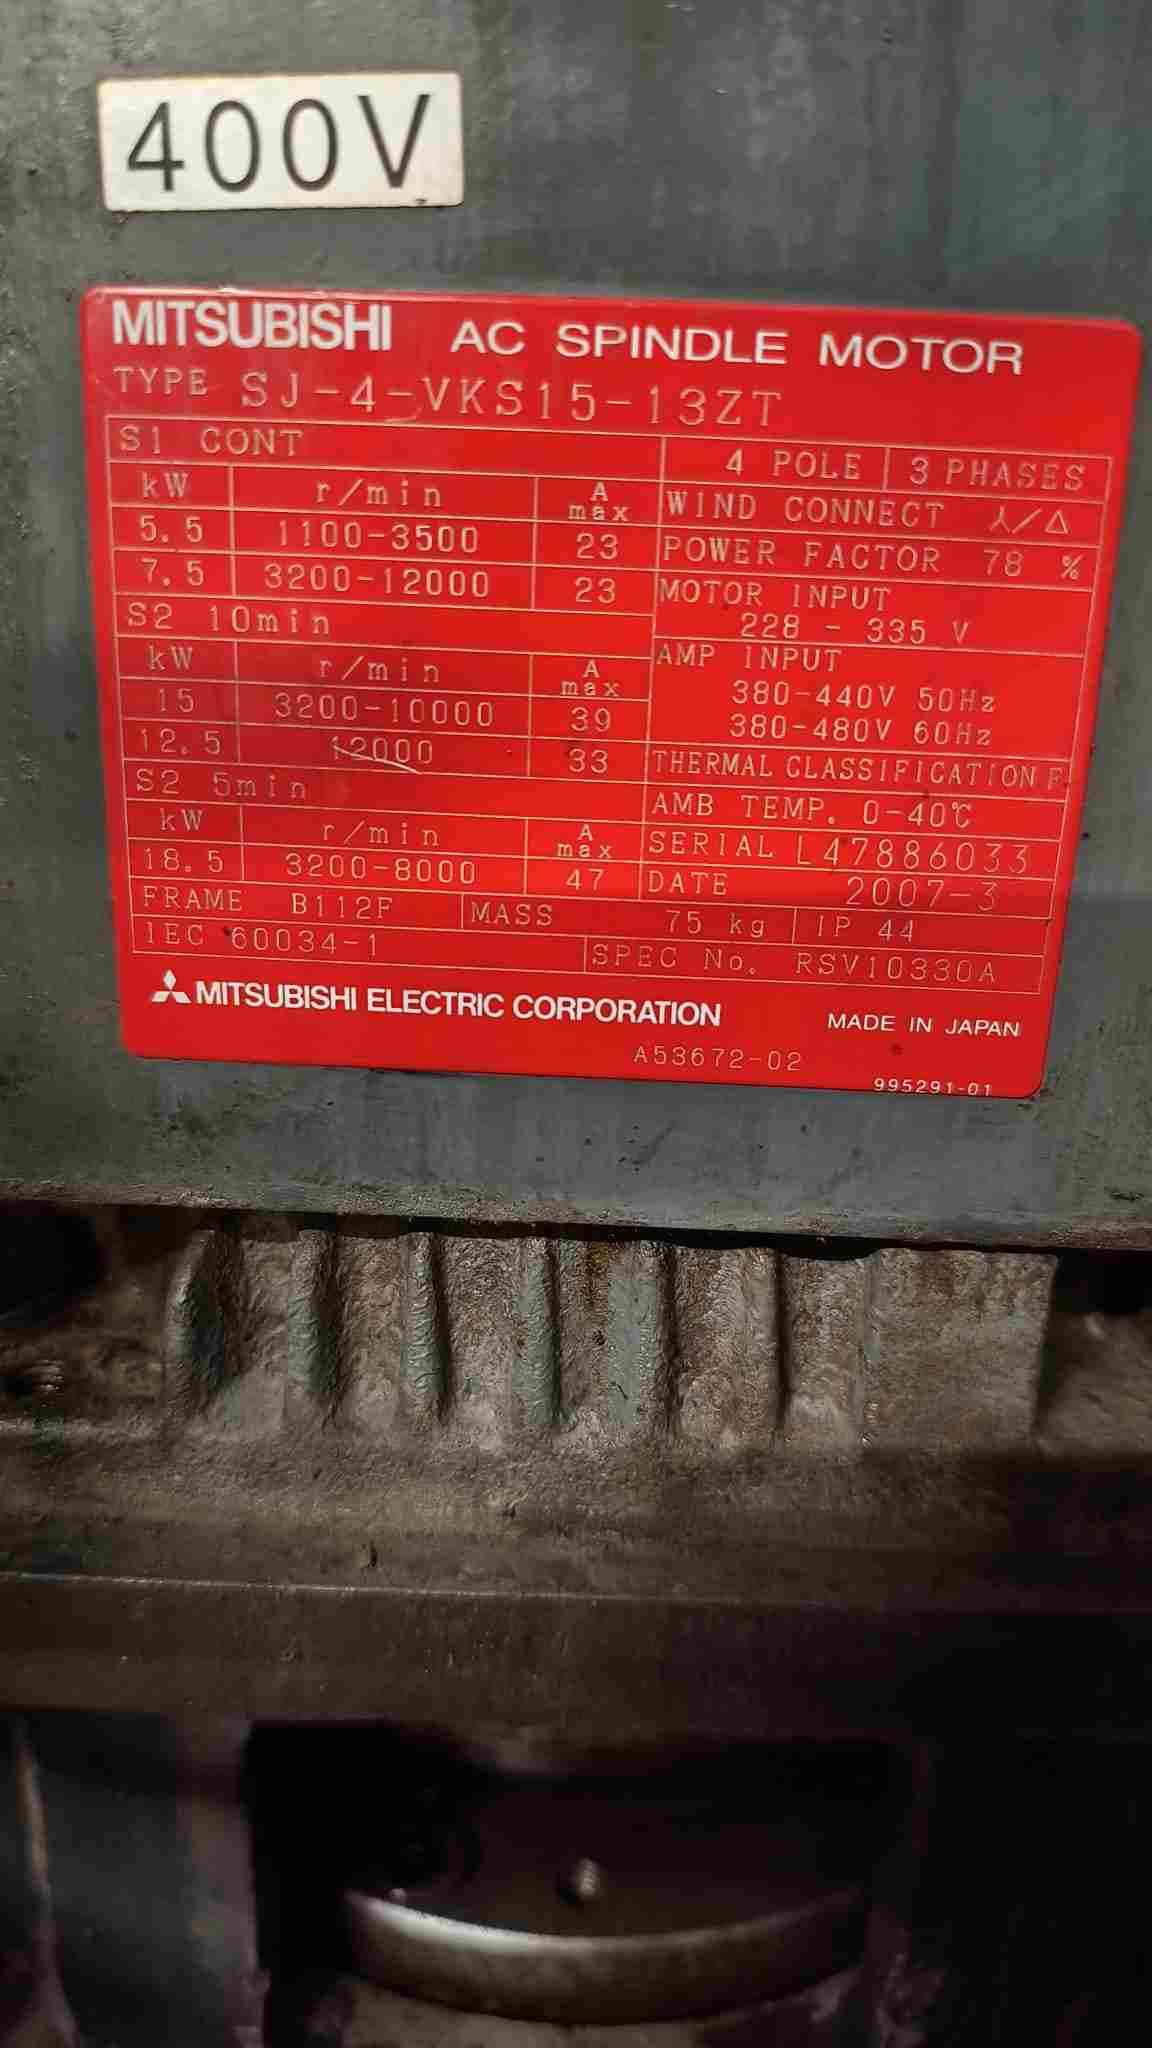 400V
MITSUBISHI AC SPINDLE MOTOR
TYPE SJ-4-VKS15-13ZT
S1 CONT
4 POLE 3 PHASES
kW r/min A max
WIND CONNECT 人/△
5.5 1100-3500 23
POWER FACTOR 78 %
7.5 3200-12000 23
MOTOR INPUT
228 - 335 V
S2 10min
AMP INPUT
kW r/min A max
380-440V 50Hz
15 3200-10000 39
380-480V 60Hz
12.5 12000 33
THERMAL CLASSIFICATION F
S2 5min
AMB TEMP. 0-40℃
kW r/min A max
SERIAL L47886033
18.5 3200-8000 47
DATE 2007-3
FRAME B112F MASS 75 kg IP 44
IEC 60034-1 SPEC No. RSV10330A
MITSUBISHI ELECTRIC CORPORATION MADE IN JAPAN
A53672-02
995291-01